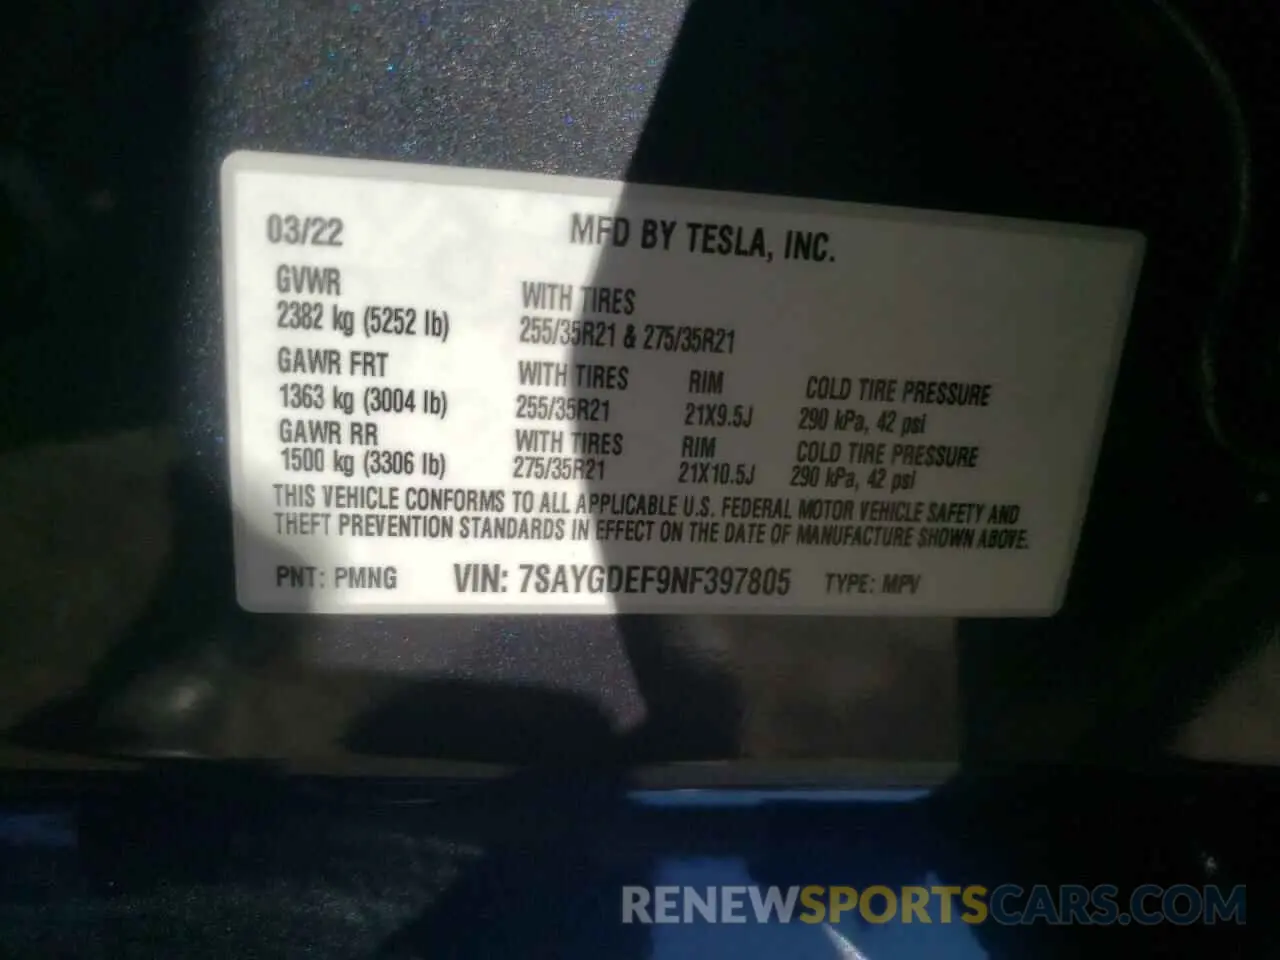 03/22 MFD BY TESLA, INC.
GVWR WITH TIRES
2382 kg (5252 lb) 255/35R21 & 275/35R21
GAWR FRT WITH TIRES RIM COLD TIRE PRESSURE
1363 kg (3004 lb) 255/35R21 21X9.5J 290 kPa, 42 psi
GAWR RR WITH TIRES RIM COLD TIRE PRESSURE
1500 kg (3306 lb) 275/35R21 21X10.5J 290 kPa, 42 psi
THIS VEHICLE CONFORMS TO ALL APPLICABLE U.S. FEDERAL MOTOR VEHICLE SAFETY AND
THEFT PREVENTION STANDARDS IN EFFECT ON THE DATE OF MANUFACTURE SHOWN ABOVE.
PNT: PMNG VIN: 7SAYGDEF9NF397805 TYPE: MPV
RENEWSPORTSCARS.COM